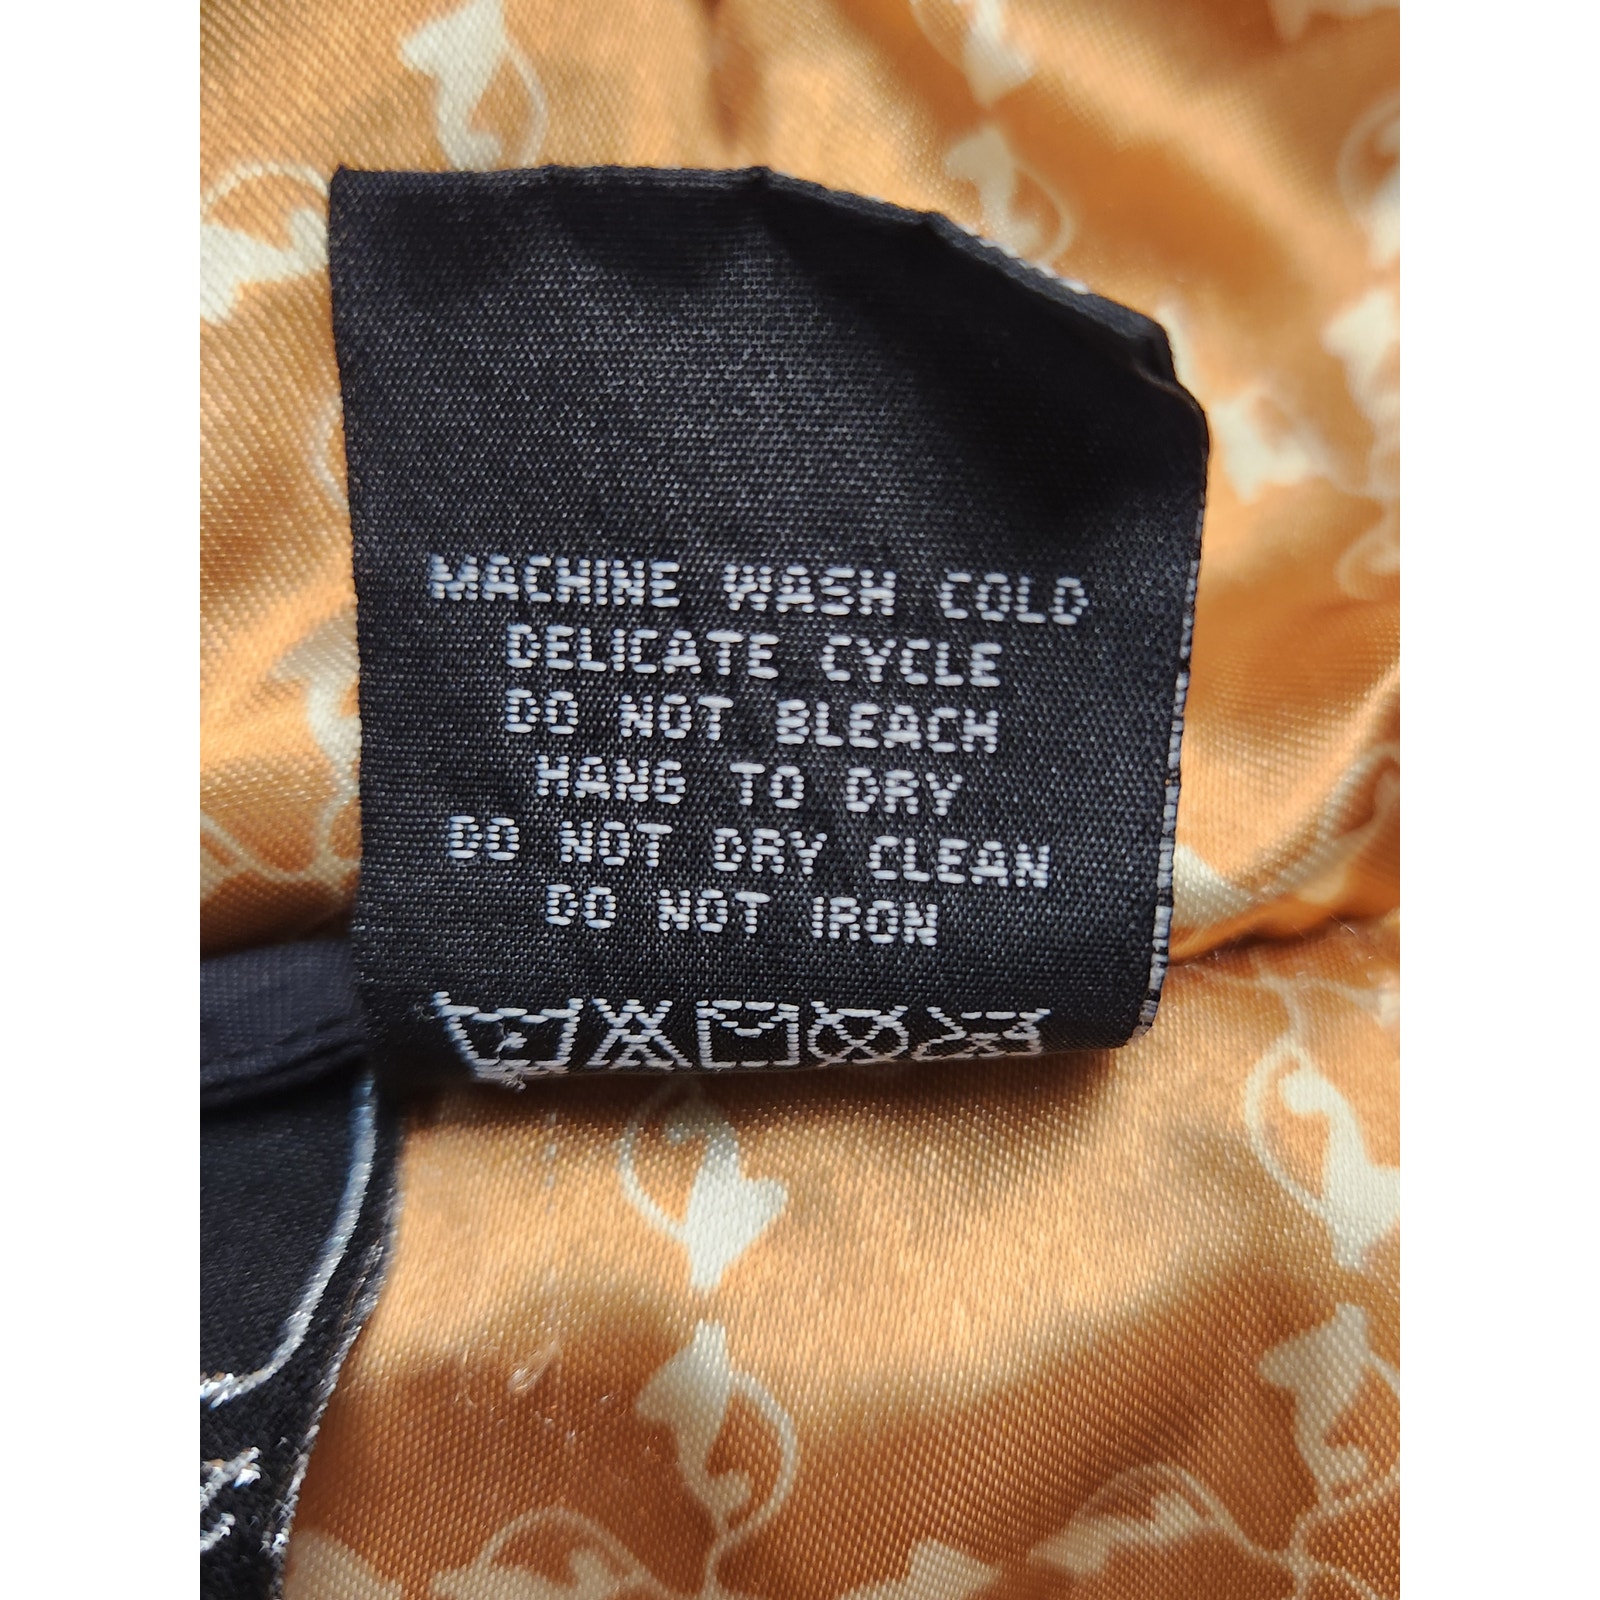 MACHINE WASH COLD
DELICATE CYCLE
DO NOT BLEACH
HANG TO DRY
DO NOT DRY CLEAN
DO NOT IRON